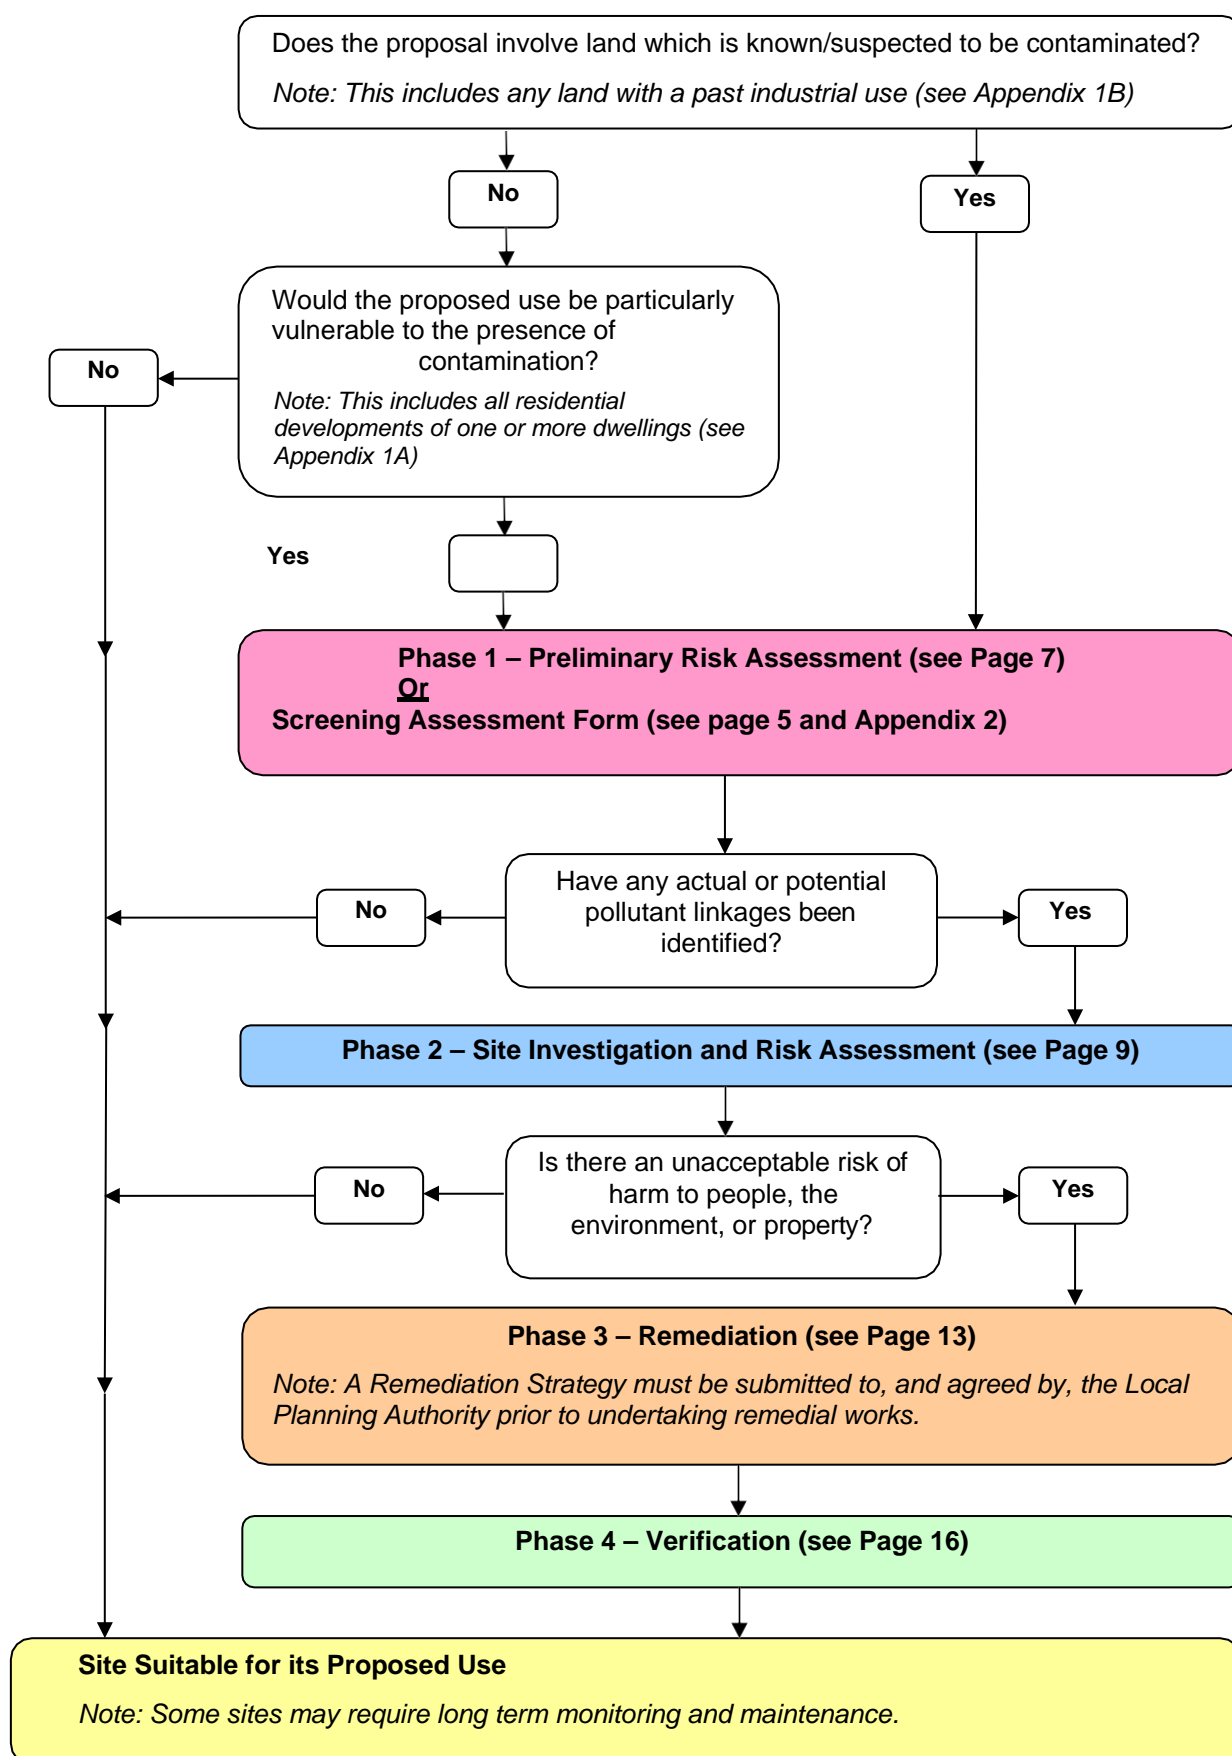 Does the proposal involve land which is known/suspected to be contaminated?
Note: This includes any land with a past industrial use (see Appendix 1B)
No
Yes
Would the proposed use be particularly
vulnerable to the presence of
contamination?
Note: This includes all residential
developments of one or more dwellings (see
Appendix 1A)
No
Yes
Phase 1 – Preliminary Risk Assessment (see Page 7)
Or
Screening Assessment Form (see page 5 and Appendix 2)
Have any actual or potential
pollutant linkages been
identified?
No
Yes
Phase 2 – Site Investigation and Risk Assessment (see Page 9)
Is there an unacceptable risk of
harm to people, the
environment, or property?
No
Yes
Phase 3 – Remediation (see Page 13)
Note: A Remediation Strategy must be submitted to, and agreed by, the Local
Planning Authority prior to undertaking remedial works.
Phase 4 – Verification (see Page 16)
Site Suitable for its Proposed Use
Note: Some sites may require long term monitoring and maintenance.